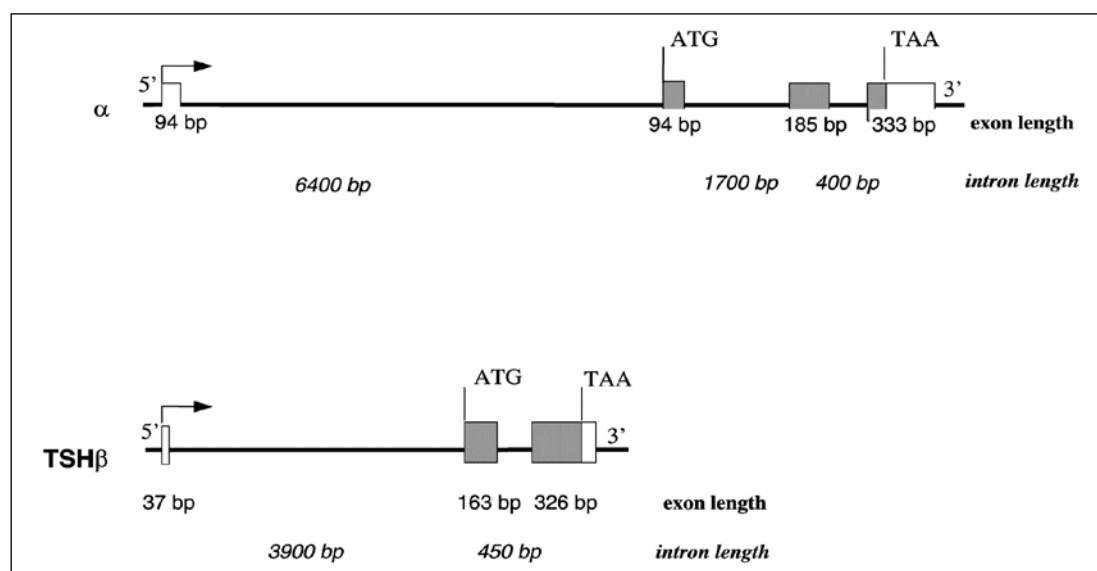 ATG TAA
5' 3'
α
94 bp 94 bp 185 bp 333 bp exon length
6400 bp 1700 bp 400 bp intron length
ATG TAA
5' 3'
TSHβ
37 bp 163 bp 326 bp exon length
3900 bp 450 bp intron length